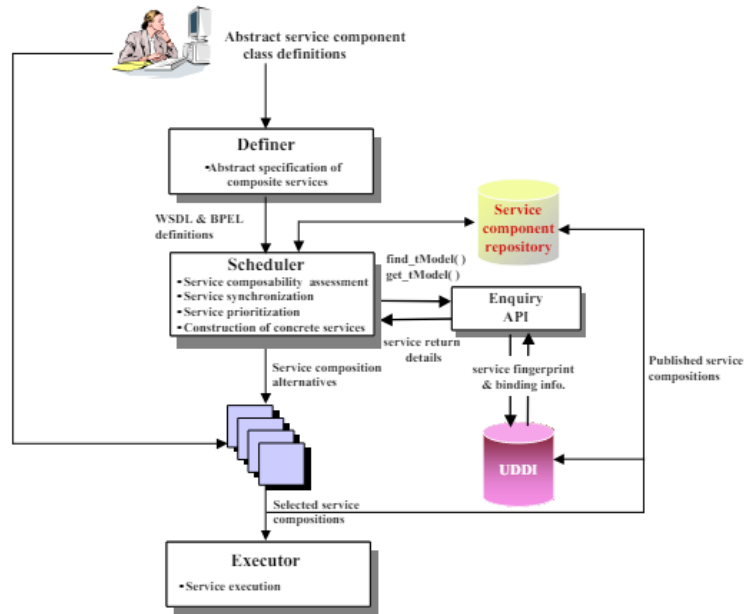 Abstract service component
class definitions
Definer
•Abstract specification of
composite services
WSDL & BPEL
definitions
Service
component
repository
Scheduler
•Service composability assessment
•Service synchronization
•Service prioritization
•Construction of concrete services
find_tModel( )
get_tModel( )
Enquiry
API
service return
details
Service composition
alternatives
service fingerprint
& binding info.
Published service
compositions
UDDI
Selected service
compositions
Executor
•Service execution